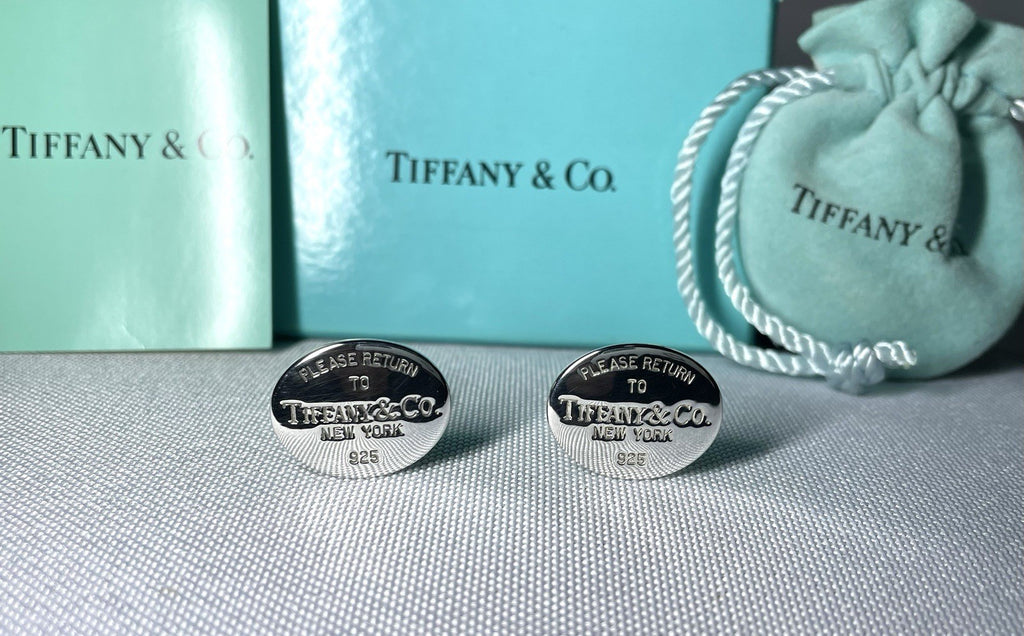 TIFFANY & CO.
TIFFANY & CO.
TIFFANY &
PLEASE RETURN
TO
TIFFANY & CO.
NEW YORK
925
PLEASE RETURN
TO
TIFFANY & CO.
NEW YORK
925